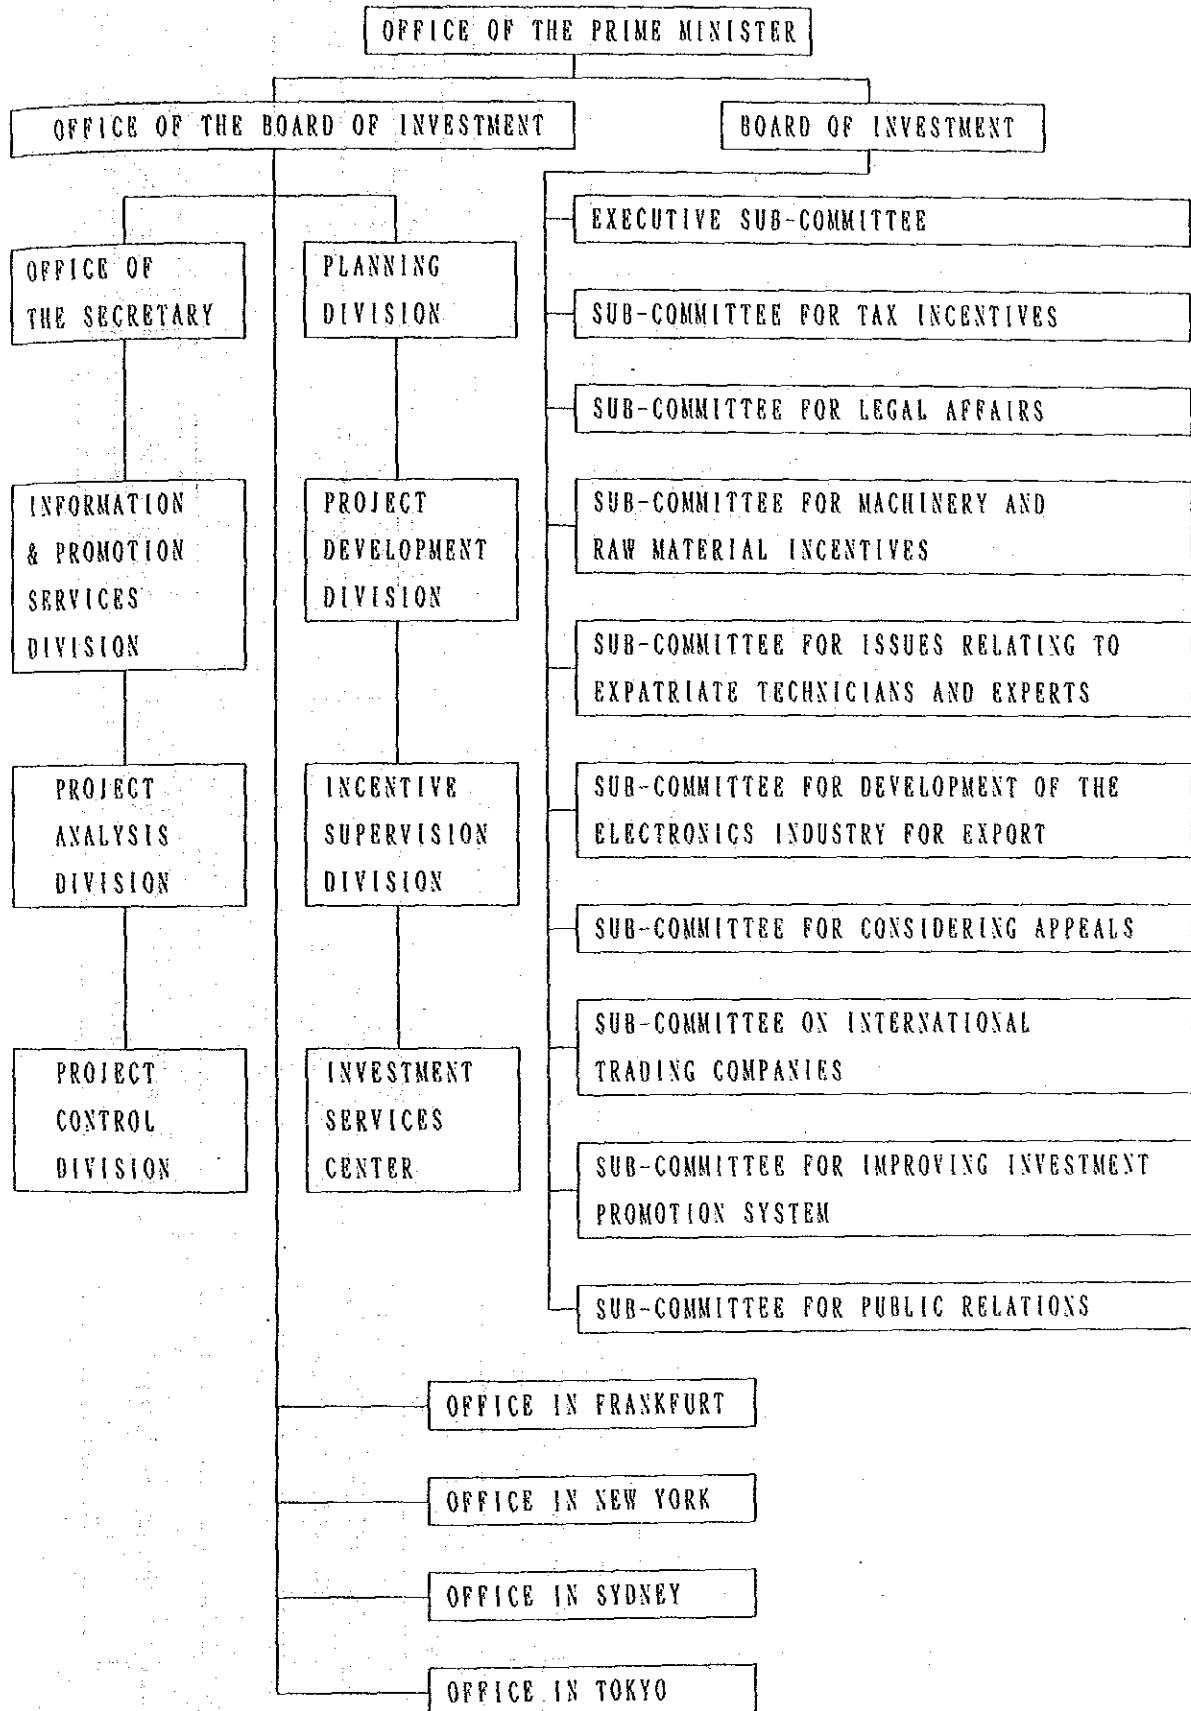 OFFICE OF THE PRIME MINISTER
OFFICE OF THE BOARD OF INVESTMENT
BOARD OF INVESTMENT
OFFICE OF
THE SECRETARY
INFORMATION
& PROMOTION
SERVICES
DIVISION
PROJECT
ANALYSIS
DIVISION
PROJECT
CONTROL
DIVISION
PLANNING
DIVISION
PROJECT
DEVELOPMENT
DIVISION
INCENTIVE
SUPERVISION
DIVISION
INVESTMENT
SERVICES
CENTER
EXECUTIVE SUB-COMMITTEE
SUB-COMMITTEE FOR TAX INCENTIVES
SUB-COMMITTEE FOR LEGAL AFFAIRS
SUB-COMMITTEE FOR MACHINERY AND
RAW MATERIAL INCENTIVES
SUB-COMMITTEE FOR ISSUES RELATING TO
EXPATRIATE TECHNICIANS AND EXPERTS
SUB-COMMITTEE FOR DEVELOPMENT OF THE
ELECTRONICS INDUSTRY FOR EXPORT
SUB-COMMITTEE FOR CONSIDERING APPEALS
SUB-COMMITTEE ON INTERNATIONAL
TRADING COMPANIES
SUB-COMMITTEE FOR IMPROVING INVESTMENT
PROMOTION SYSTEM
SUB-COMMITTEE FOR PUBLIC RELATIONS
OFFICE IN FRANKFURT
OFFICE IN NEW YORK
OFFICE IN SYDNEY
OFFICE IN TOKYO